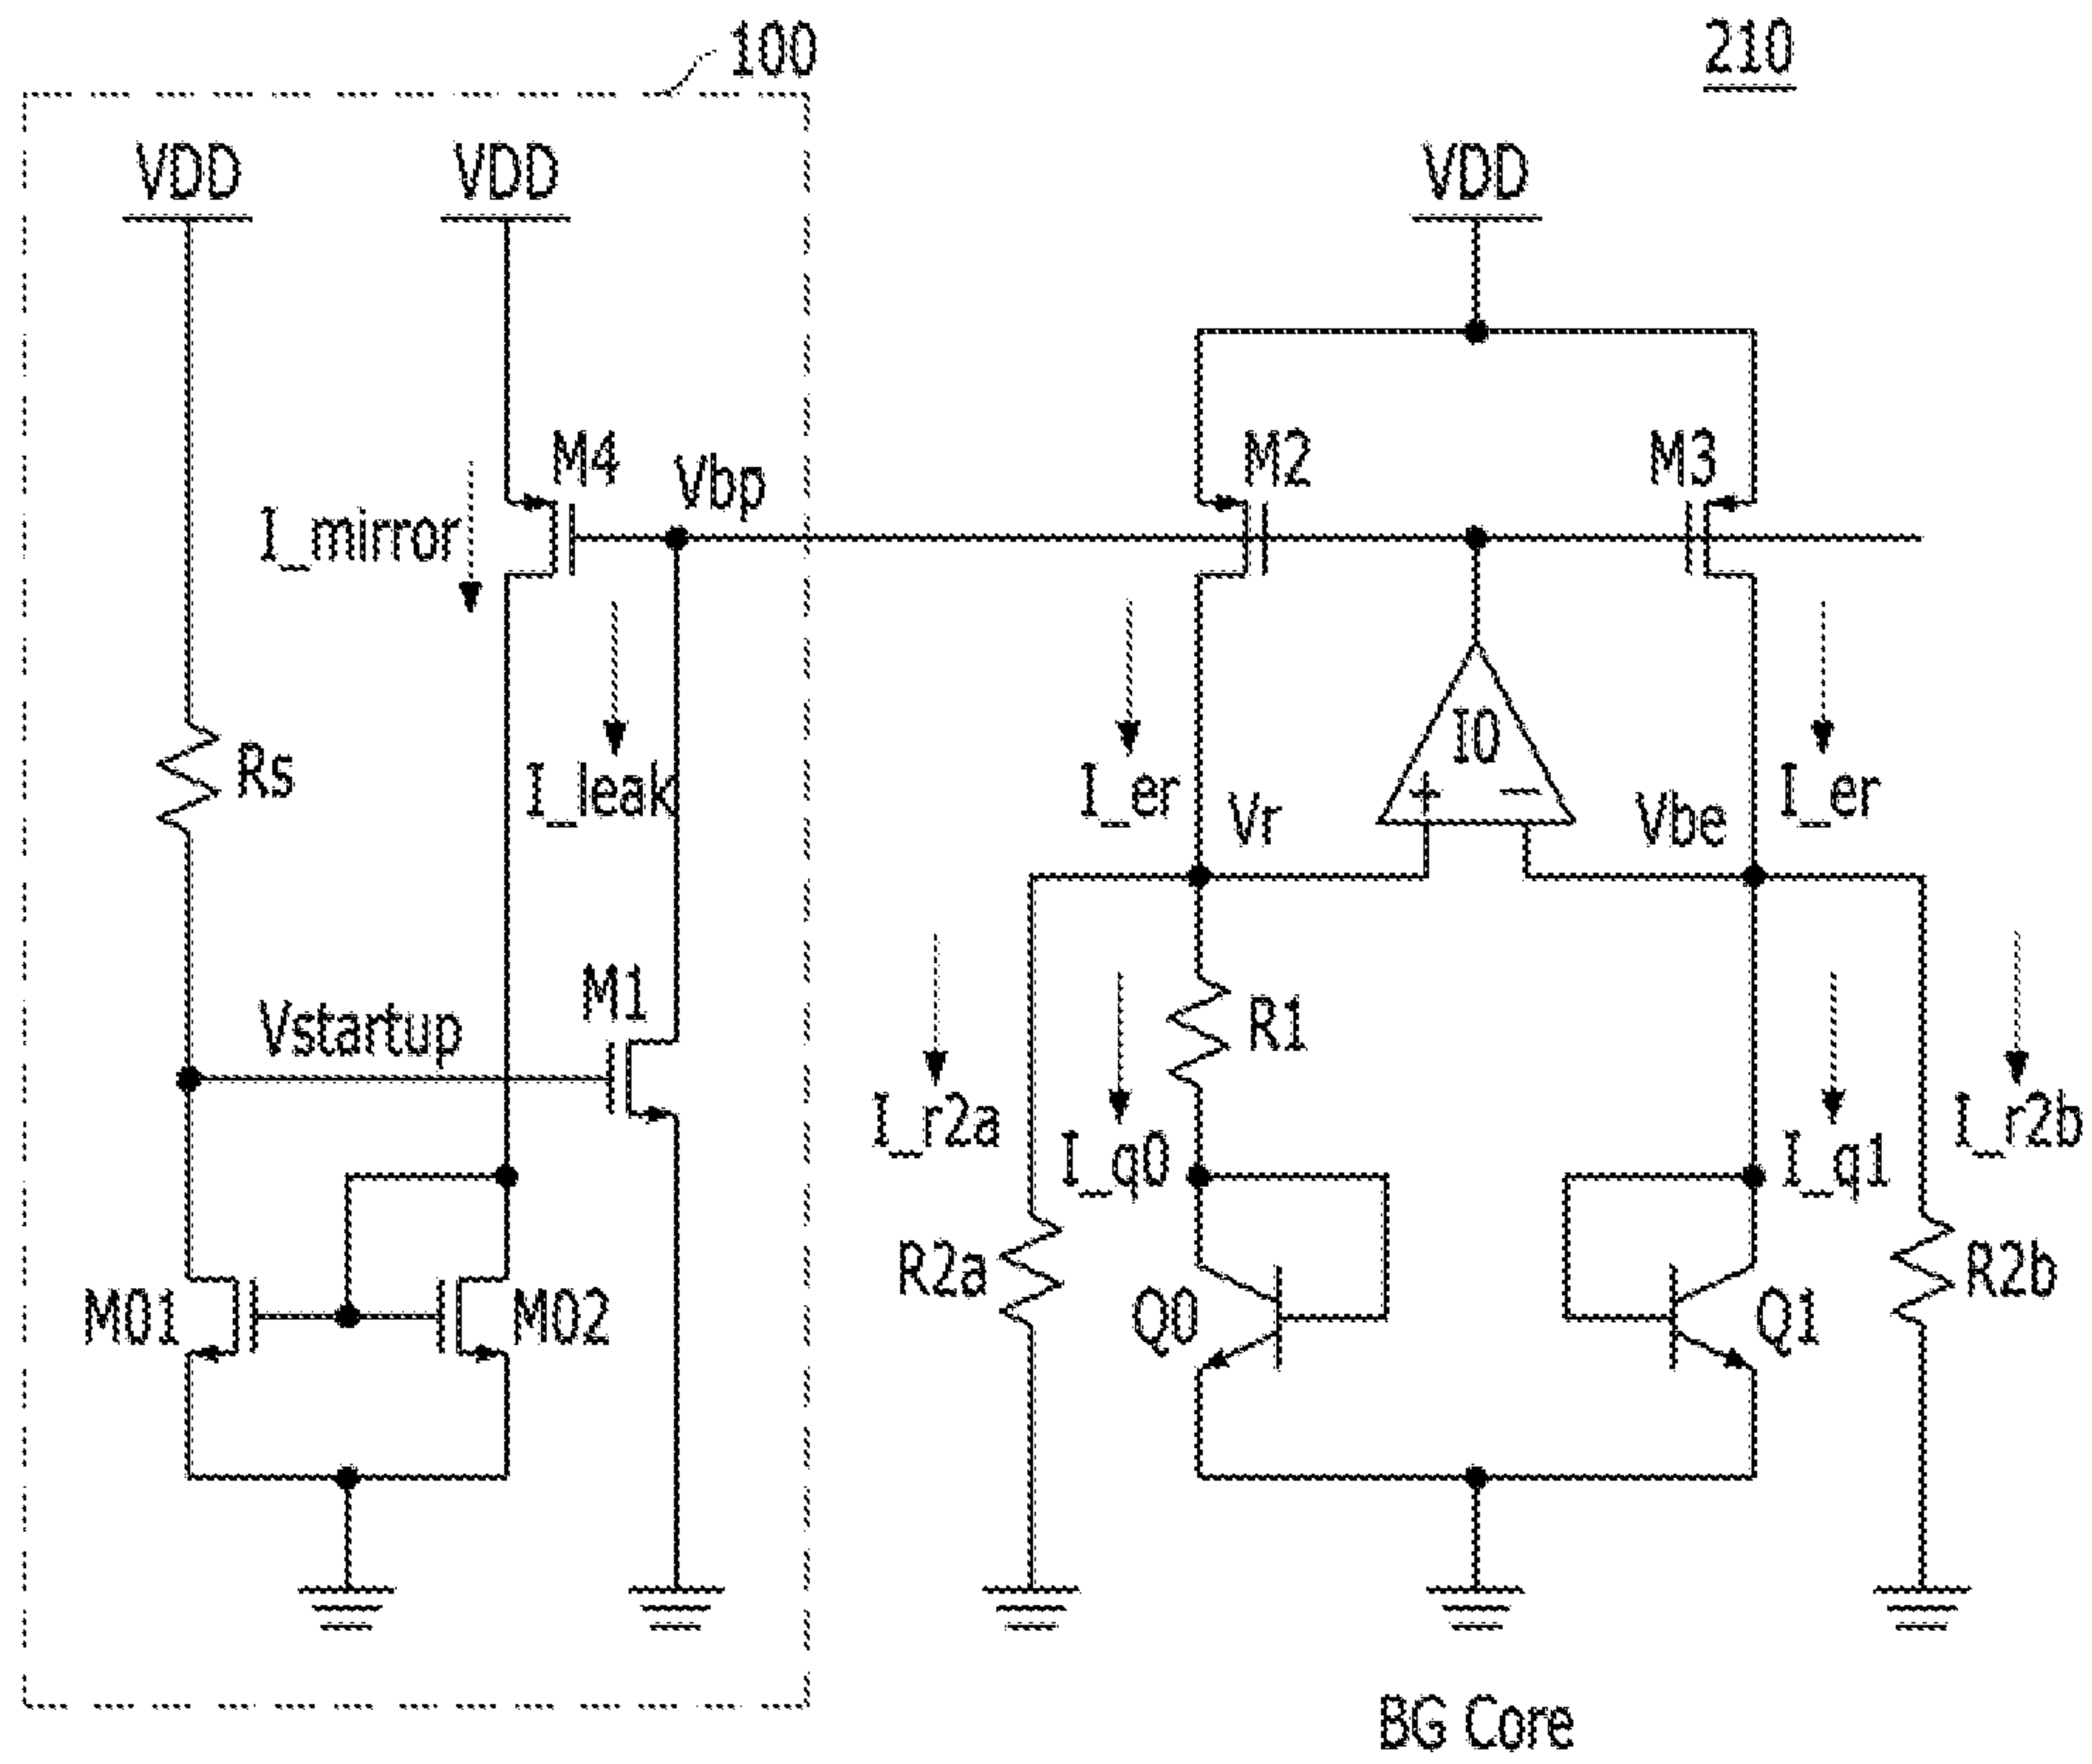 100
210
VDD
VDD
VDD
M4
Vbp
M2
M3
I_mirror
I_leak
Rs
I_er
Vr
I0
+
−
Vbe
I_er
M1
Vstartup
R1
I_r2a
I_q0
I_q1
I_r2b
M01
M02
R2a
Q0
Q1
R2b
BG Core